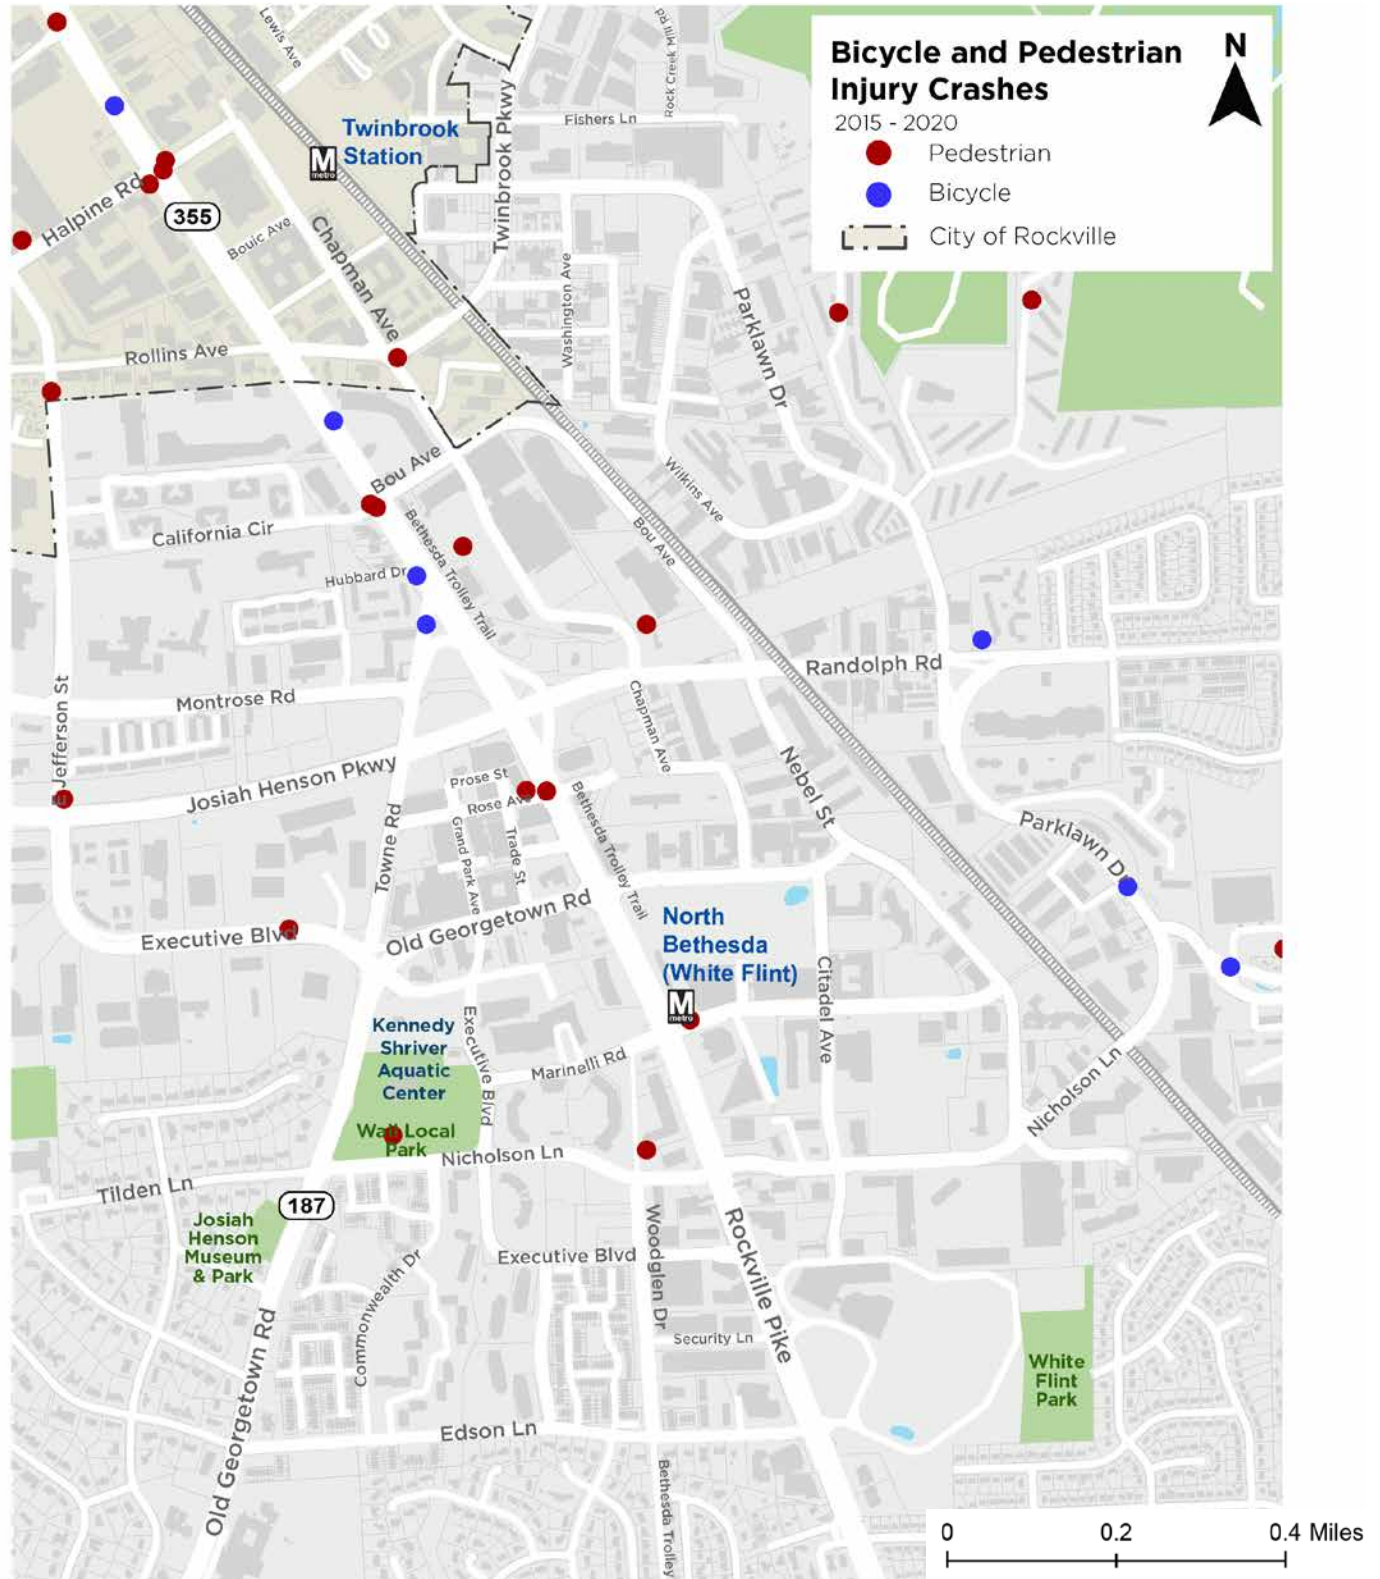 Bicycle and Pedestrian
Injury Crashes
2015 - 2020
Pedestrian
Bicycle
City of Rockville
N
Lewis Ave
Rock Creek Mill Rd
Twinbrook Pkwy
Fishers Ln
Twinbrook
Station
M
metro
Halpine Rd
355
Bouic Ave
Chapman Ave
Washington Ave
Parklawn Dr
Rollins Ave
Bou Ave
Wilkins Ave
California Cir
Bethesda Trolley Trail
Bou Ave
Hubbard Dr
Randolph Rd
E Jefferson St
Montrose Rd
Chapman Ave
Josiah Henson Pkwy
Nebel St
Prose St
Rose Ave
Towne Rd
Grand Park Ave
Trade St
Bethesda Trolley Trail
Parklawn Dr
Old Georgetown Rd
Executive Blvd
North
Bethesda
(White Flint)
M
metro
Citadel Ave
Kennedy
Shriver
Aquatic
Center
Executive Blvd
Marinelli Rd
Nicholson Ln
Wall Local
Park
Nicholson Ln
Tilden Ln
187
Josiah
Henson
Museum
& Park
Woodglen Dr
Rockville Pike
Executive Blvd
Commonwealth Dr
Security Ln
Old Georgetown Rd
White
Flint
Park
Edson Ln
Bethesda Trolley
0 0.2 0.4 Miles